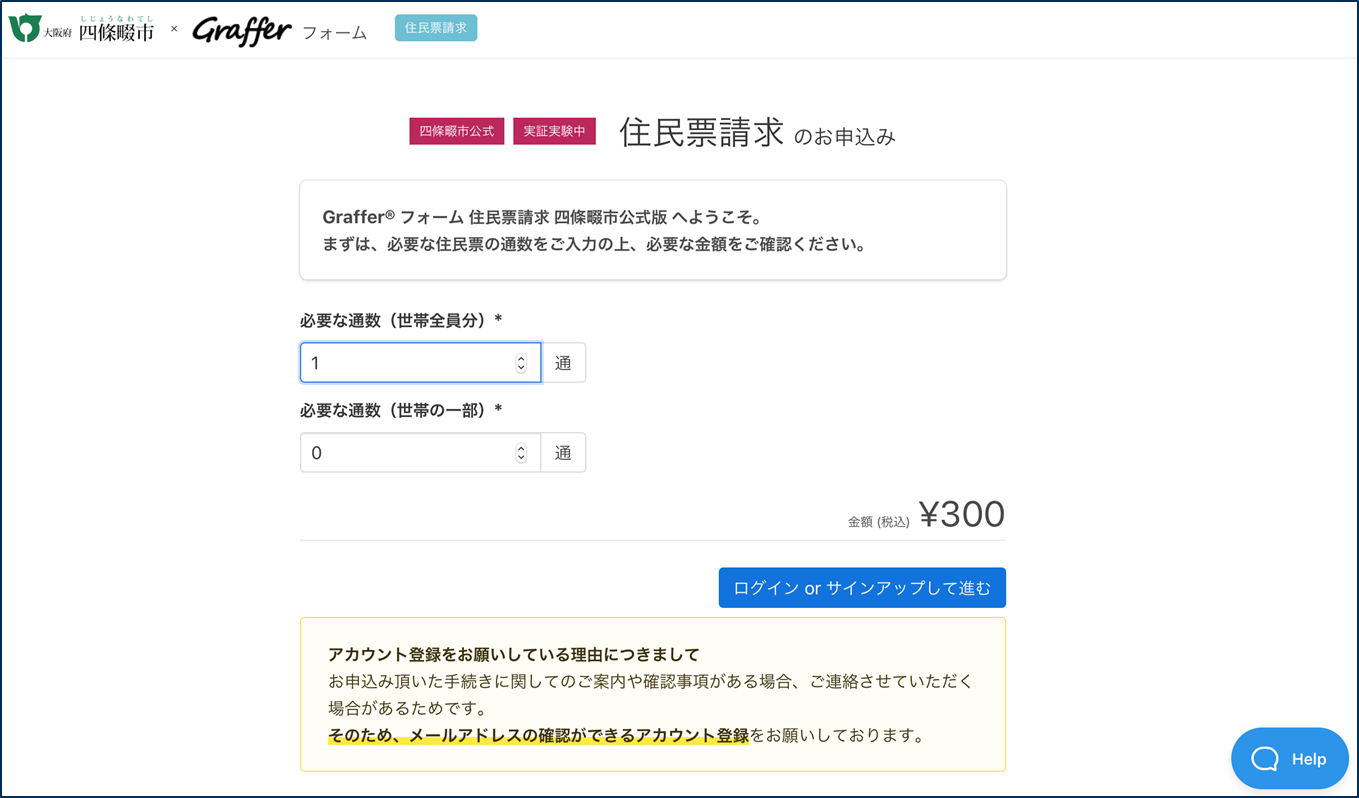 しじょうなわてし
大阪府 四條畷市 × Graffer フォーム 住民票請求
四條畷市公式 実証実験中 住民票請求 のお申込み
Graffer® フォーム 住民票請求 四條畷市公式版 へようこそ。
まずは、必要な住民票の通数をご入力の上、必要な金額をご確認ください。
必要な通数（世帯全員分）*
1 通
必要な通数（世帯の一部）*
0 通
金額 (税込) ¥300
ログイン or サインアップして進む
アカウント登録をお願いしている理由につきまして
お申込み頂いた手続きに関してのご案内や確認事項がある場合、ご連絡させていただく
場合があるためです。
そのため、メールアドレスの確認ができるアカウント登録をお願いしております。
Help